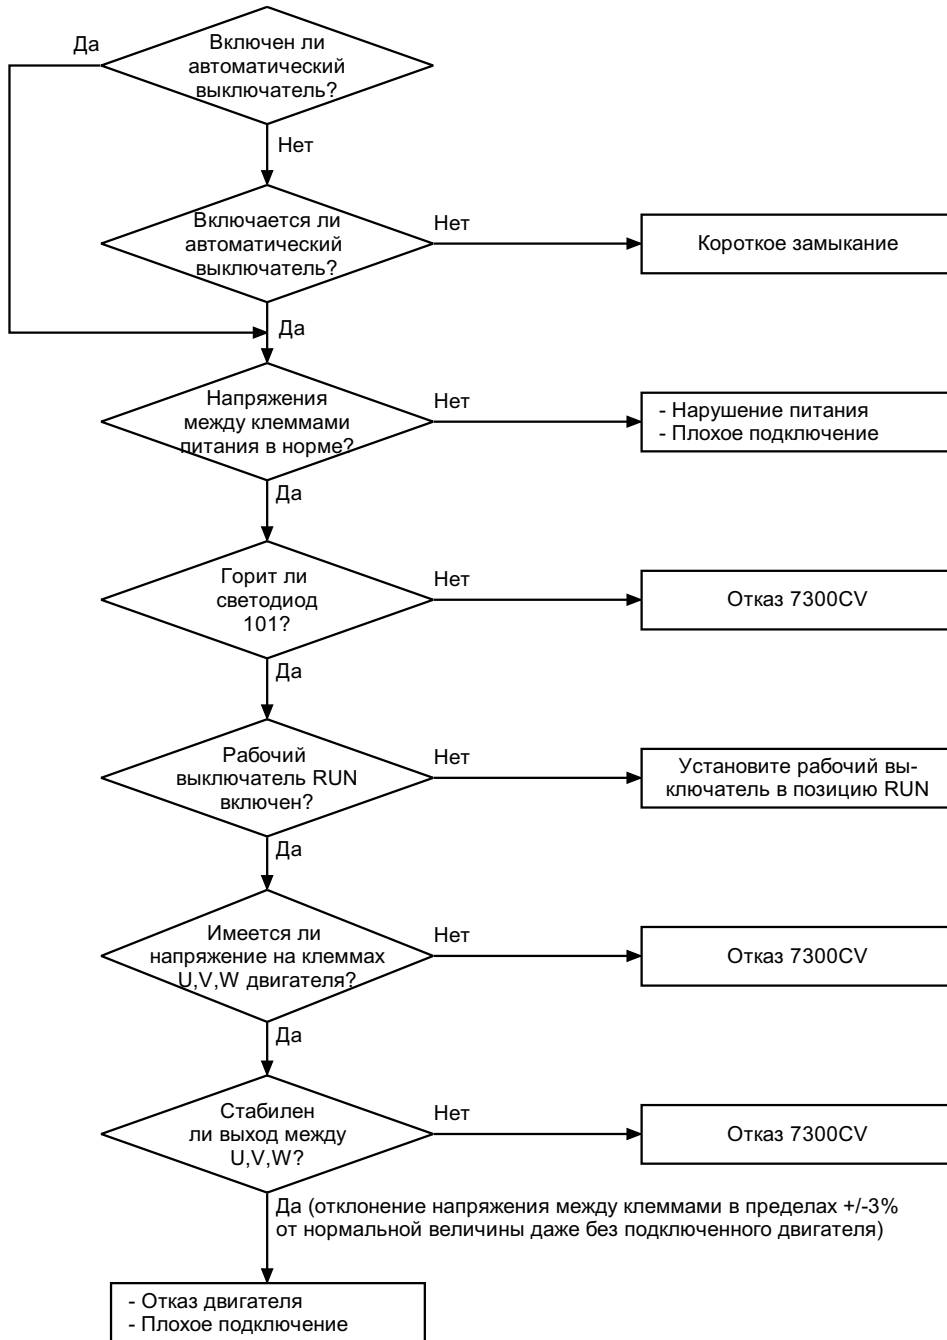 Да
Включен ли
автоматический
выключатель?
Нет
Включается ли
автоматический
выключатель?
Нет
Короткое замыкание
Да
Напряжения
между клеммами
питания в норме?
Нет
- Нарушение питания
- Плохое подключение
Да
Горит ли
светодиод
101?
Нет
Отказ 7300CV
Да
Рабочий
выключатель RUN
включен?
Нет
Установите рабочий вы-
ключатель в позицию RUN
Да
Имеется ли
напряжение на клеммах
U,V,W двигателя?
Нет
Отказ 7300CV
Да
Стабилен
ли выход между
U,V,W?
Нет
Отказ 7300CV
Да (отклонение напряжения между клеммами в пределах +/-3%
от нормальной величины даже без подключенного двигателя)
- Отказ двигателя
- Плохое подключение